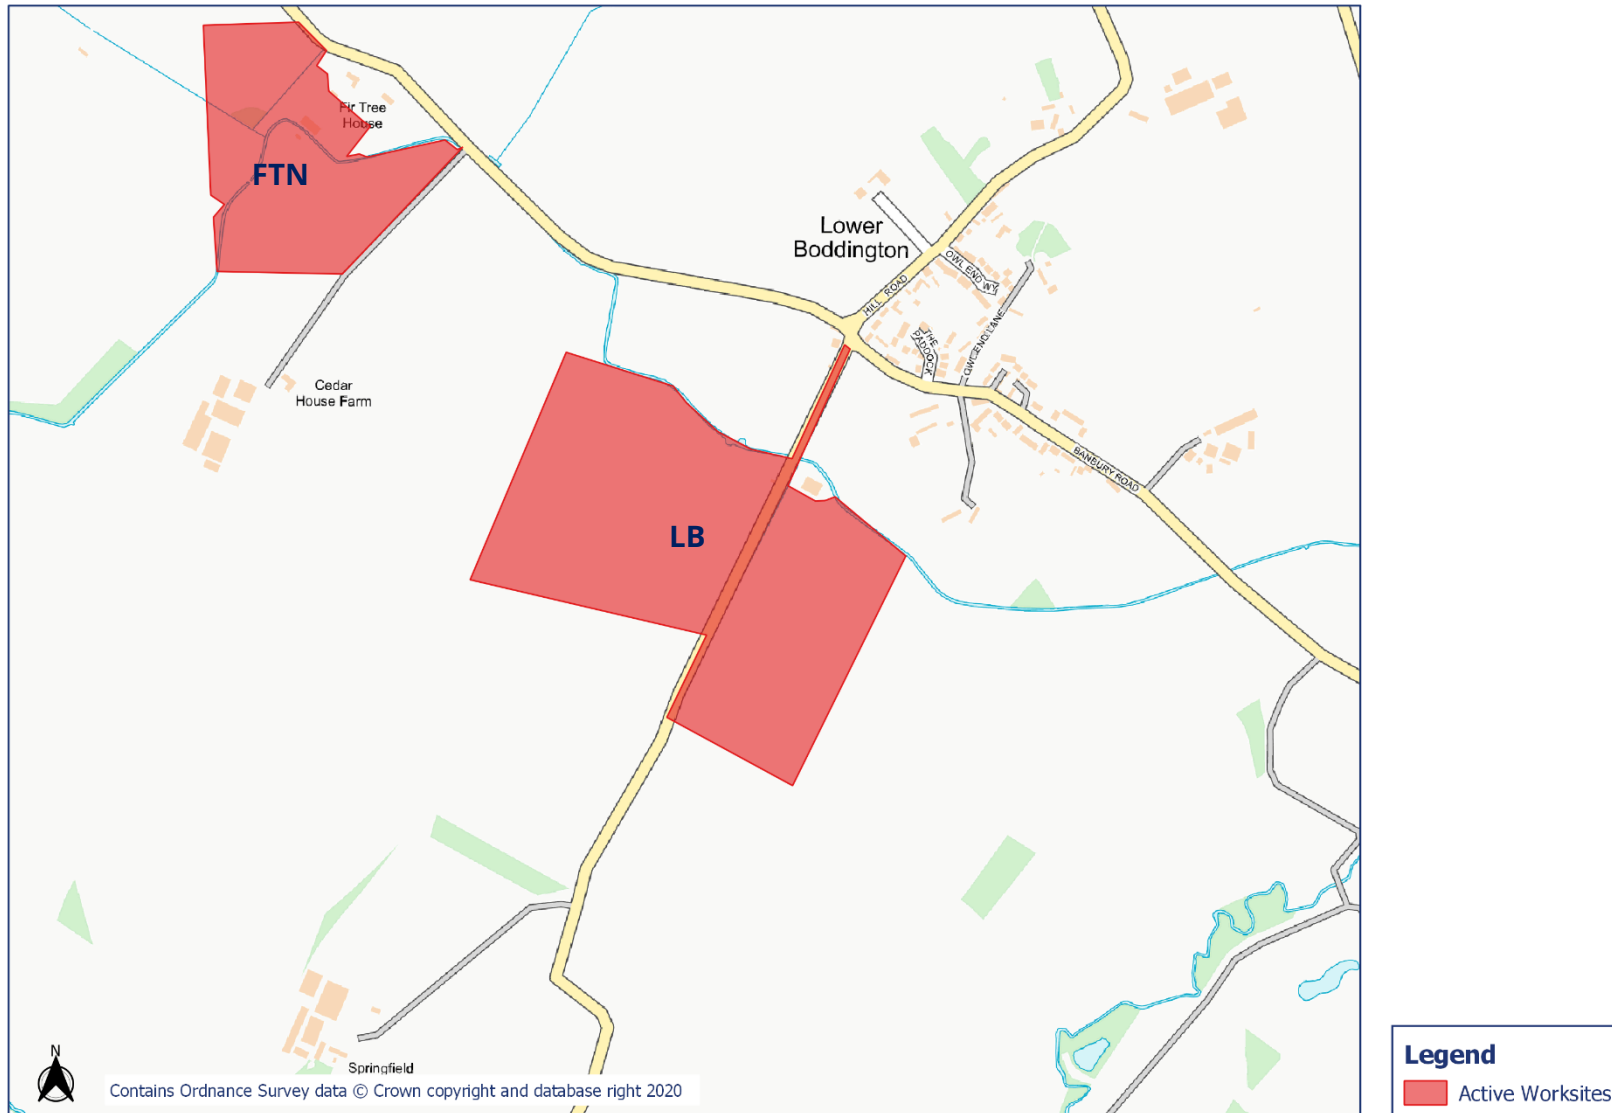 Fir Tree
House
FTN
Lower
Boddington
OWL END WY
HILL ROAD
THE
PADDOCK
OWL END LANE
Cedar
House Farm
BANBURY ROAD
LB
Springfield
N
Contains Ordnance Survey data © Crown copyright and database right 2020
Legend
Active Worksites